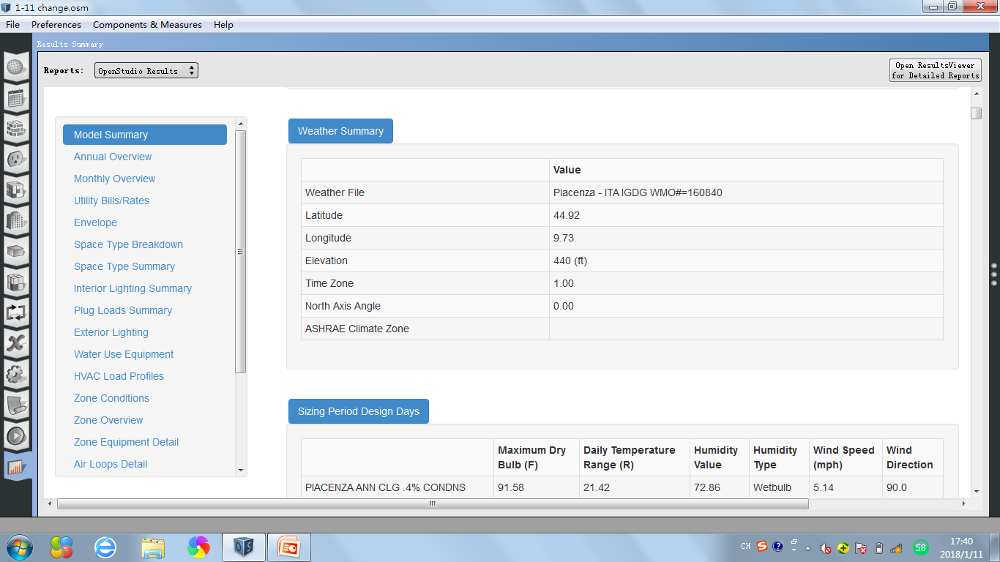 1-11 change.osm
File Preferences Components & Measures Help
Results Summary
Reports: OpenStudio Results
Open ResultsViewer
for Detailed Reports
Model Summary
Annual Overview
Monthly Overview
Utility Bills/Rates
Envelope
Space Type Breakdown
Space Type Summary
Interior Lighting Summary
Plug Loads Summary
Exterior Lighting
Water Use Equipment
HVAC Load Profiles
Zone Conditions
Zone Overview
Zone Equipment Detail
Air Loops Detail
Weather Summary
Value
Weather File Piacenza - ITA IGDG WMO#=160840
Latitude 44.92
Longitude 9.73
Elevation 440 (ft)
Time Zone 1.00
North Axis Angle 0.00
ASHRAE Climate Zone
Sizing Period Design Days
Maximum Dry Daily Temperature Humidity Humidity Wind Speed Wind
Bulb (F) Range (R) Value Type (mph) Direction
PIACENZA ANN CLG .4% CONDNS 91.58 21.42 72.86 Wetbulb 5.14 90.0
CH
58
17:40
2018/1/11